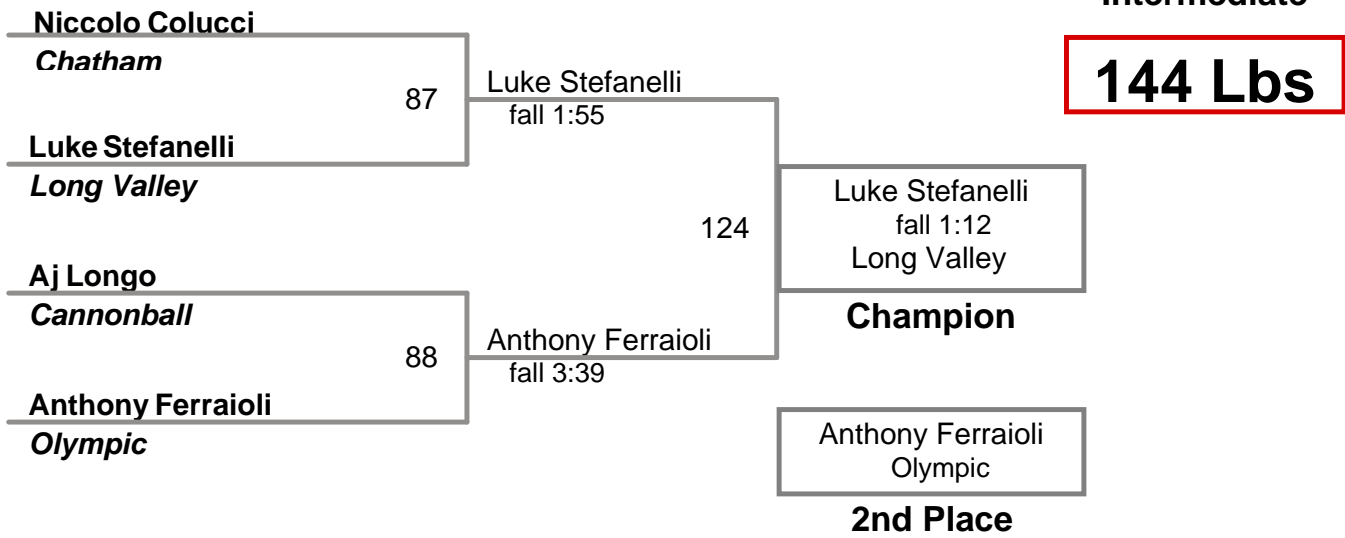 Intermediate
144 Lbs
Niccolo Colucci
Chatham
87
Luke Stefanelli
fall 1:55
Luke Stefanelli
Long Valley
124
Luke Stefanelli
fall 1:12
Long Valley
Champion
Aj Longo
Cannonball
88
Anthony Ferraioli
fall 3:39
Anthony Ferraioli
Olympic
Anthony Ferraioli
Olympic
2nd Place